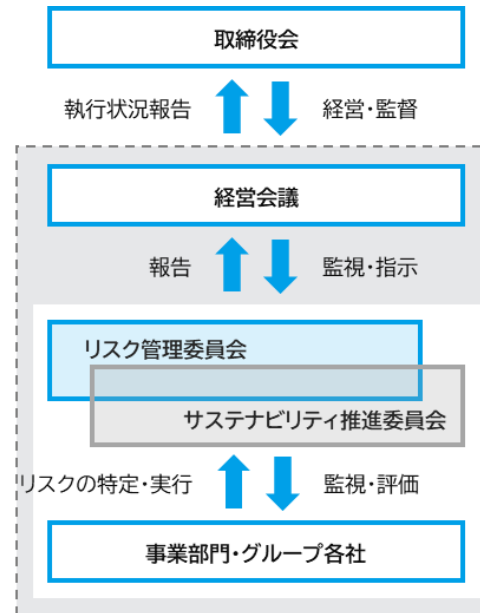 取締役会
執行状況報告 経営・監督
経営会議
報告 監視・指示
リスク管理委員会
サステナビリティ推進委員会
リスクの特定・実行 監視・評価
事業部門・グループ各社